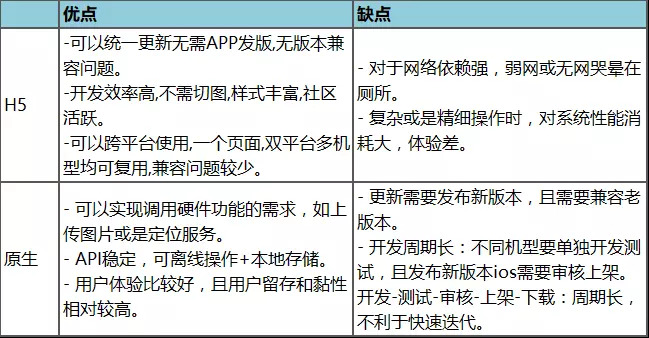 优点
缺点
H5
-可以统一更新无需APP发版,无版本兼
容问题。
-开发效率高,不需切图,样式丰富,社区
活跃。
-可以跨平台使用,一个页面,双平台多机
型均可复用,兼容问题较少。
- 对于网络依赖强，弱网或无网哭晕在
厕所。
- 复杂或是精细操作时，对系统性能消
耗大，体验差。
原生
- 可以实现调用硬件功能的需求，如上
传图片或是定位服务。
- API稳定，可离线操作+本地存储。
- 用户体验比较好，且用户留存和黏性
相对较高。
- 更新需要发布新版本，且需要兼容老
版本。
- 开发周期长：不同机型要单独开发测
试，且发布新版本ios需要审核上架。
开发-测试-审核-上架-下载：周期长，
不利于快速迭代。